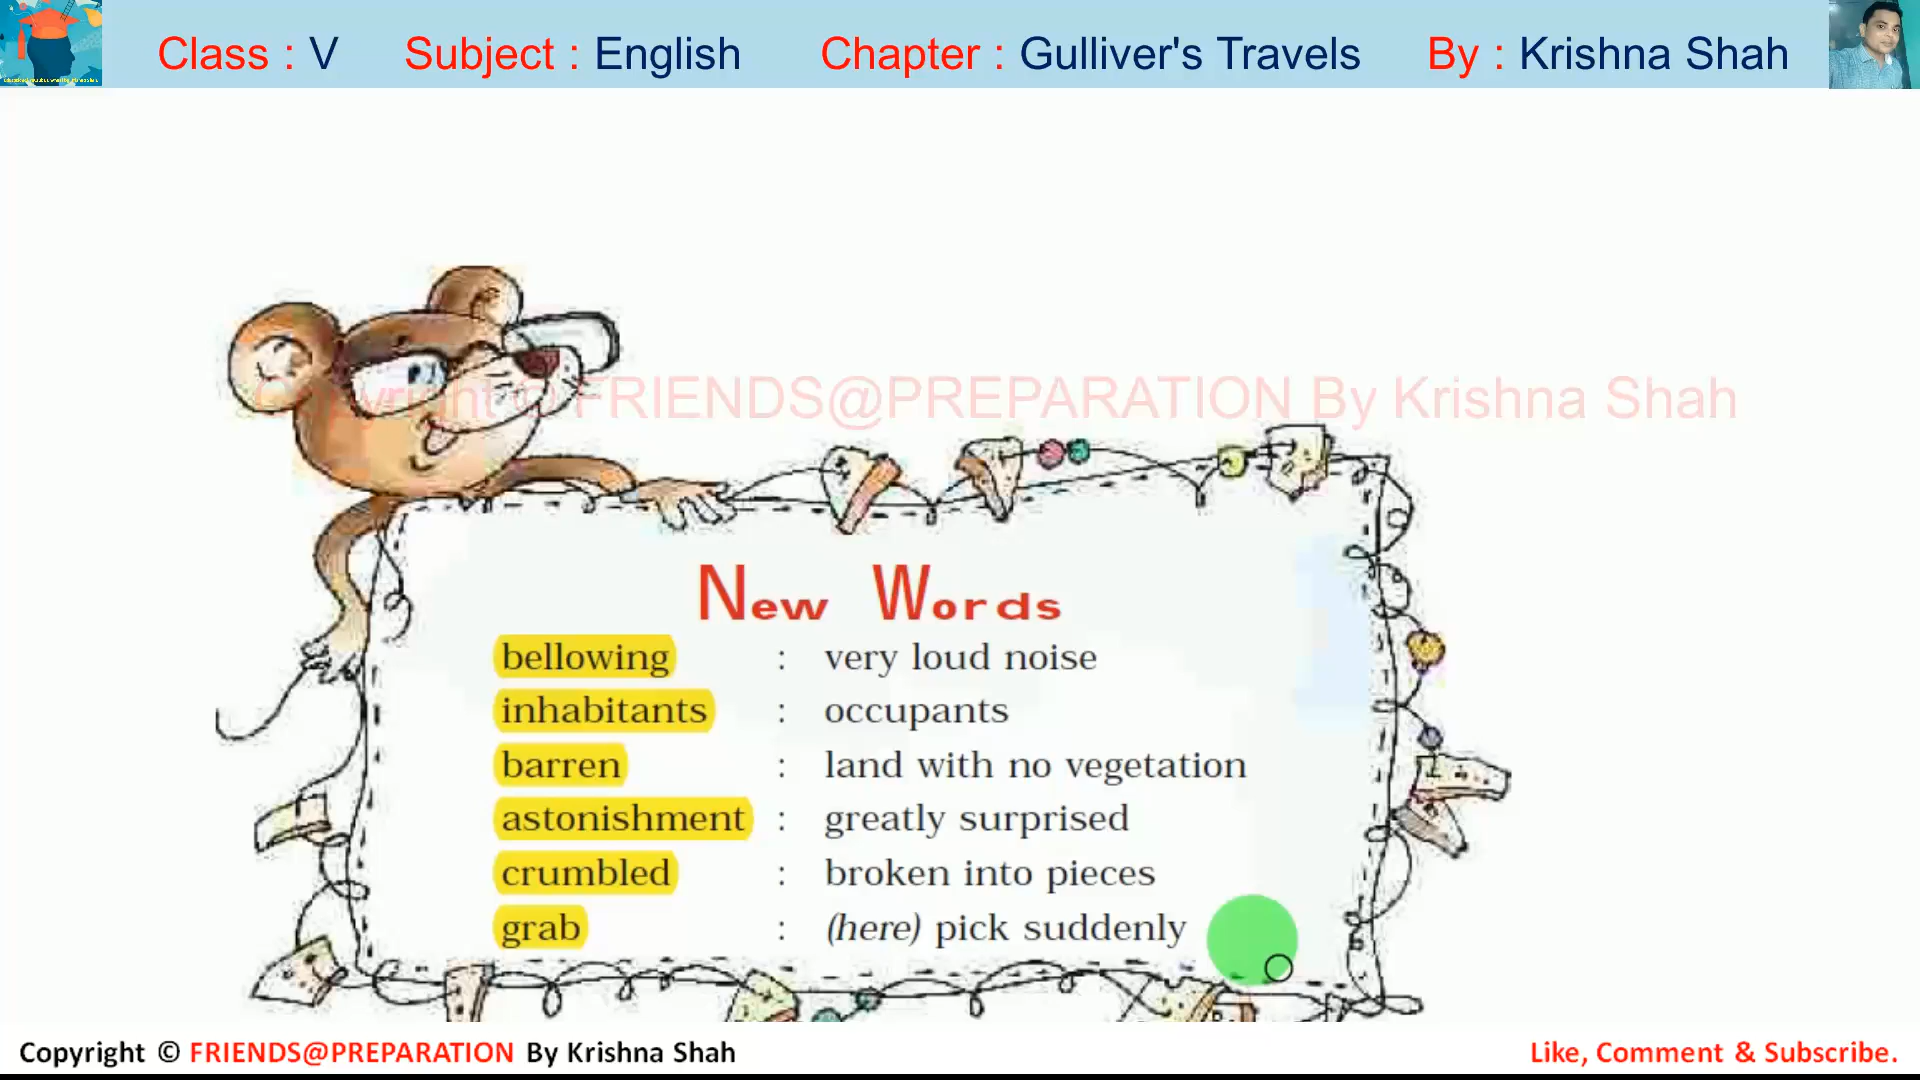 Class : V Subject : English Chapter : Gulliver's Travels By : Krishna Shah
Copyright © FRIENDS@PREPARATION By Krishna Shah
New Words
bellowing : very loud noise
inhabitants : occupants
barren : land with no vegetation
astonishment : greatly surprised
crumbled : broken into pieces
grab : (here) pick suddenly
Copyright © FRIENDS@PREPARATION By Krishna Shah Like, Comment & Subscribe.